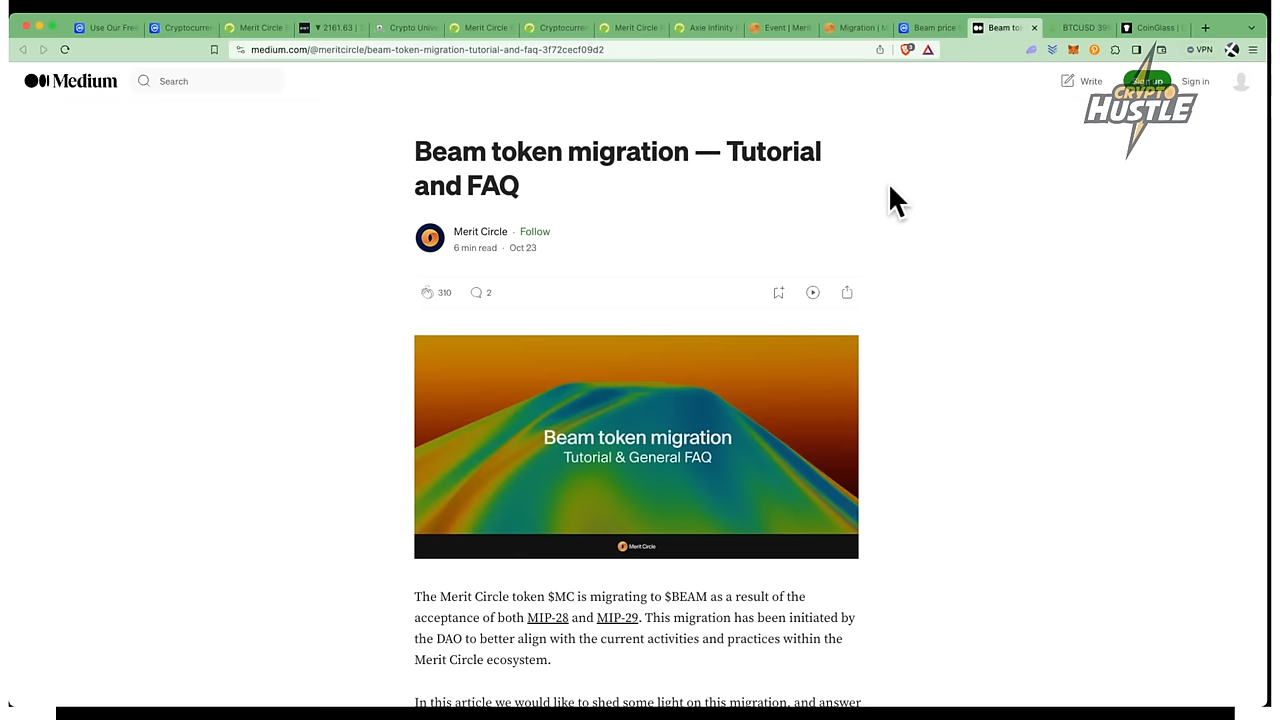 Use Our Free
Cryptocurren
Merit Circle
▼ 2161.63 |
Crypto Univ
Merit Circle
Cryptocurren
Merit Circle
Axie Infinity
Event | Merit
Migration | M
Beam price
Beam to
BTCUSD 39
CoinGlass |
medium.com/@meritcircle/beam-token-migration-tutorial-and-faq-3f72cecf09d2
VPN
Medium
Search
Write
Sign up
Sign in
CRYPTO
HUSTLE
Beam token migration — Tutorial
and FAQ
Merit Circle · Follow
6 min read · Oct 23
310
2
Beam token migration
Tutorial & General FAQ
Merit Circle
The Merit Circle token $MC is migrating to $BEAM as a result of the
acceptance of both MIP-28 and MIP-29. This migration has been initiated by
the DAO to better align with the current activities and practices within the
Merit Circle ecosystem.
In this article we would like to shed some light on this migration, and answer